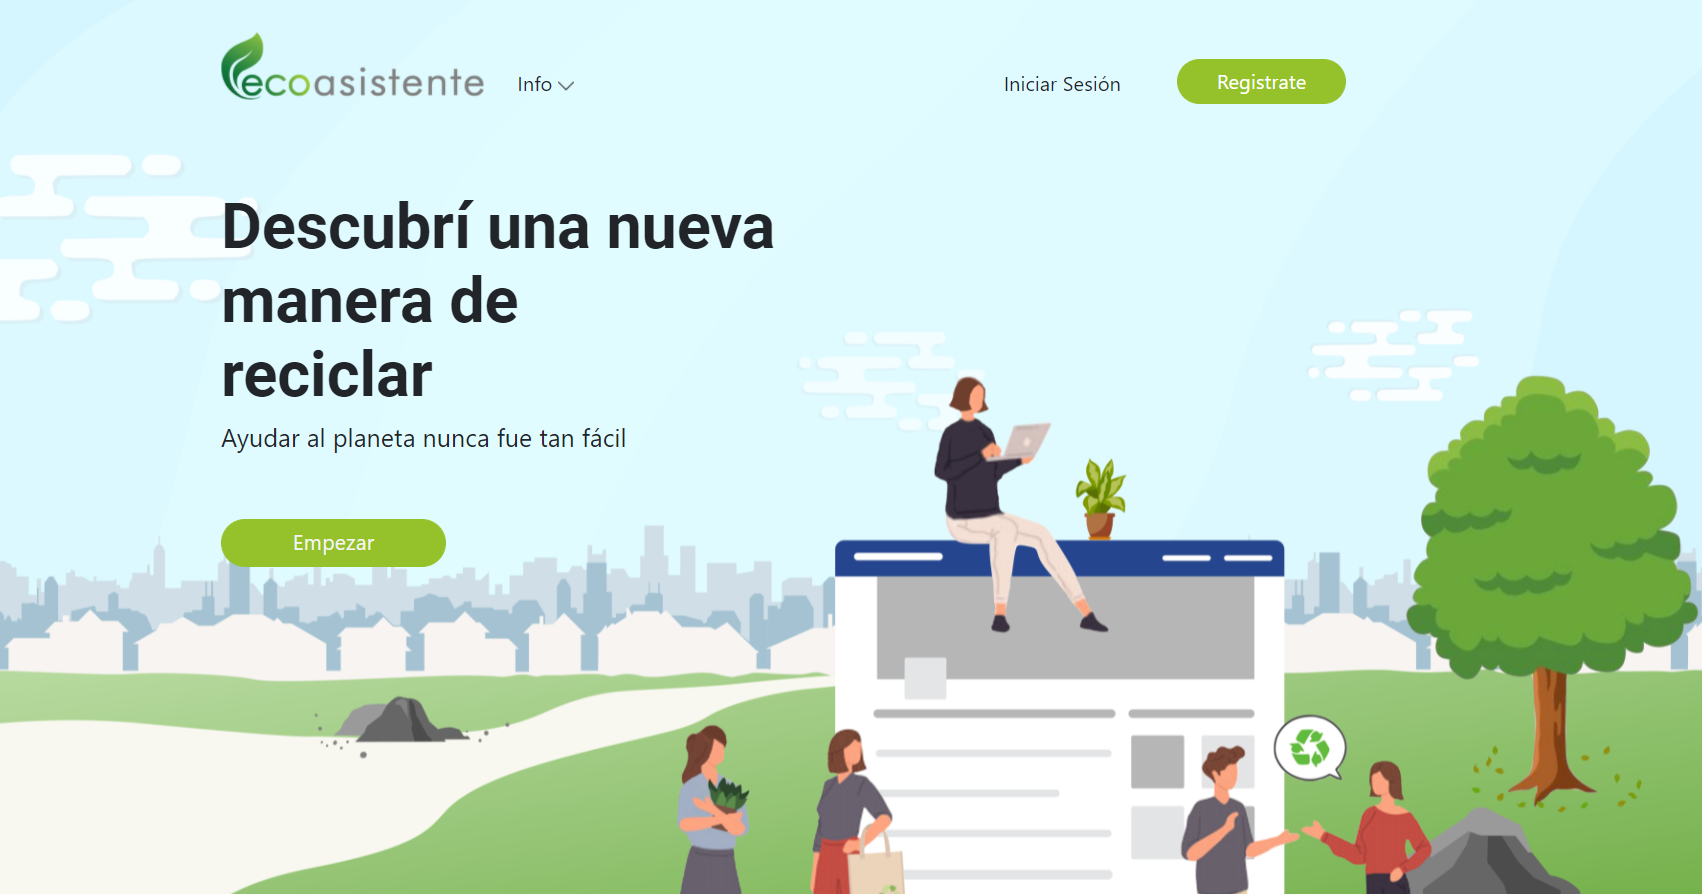 ecoasistente
Info
Iniciar Sesión
Registrate
Descubrí una nueva
manera de
reciclar
Ayudar al planeta nunca fue tan fácil
Empezar